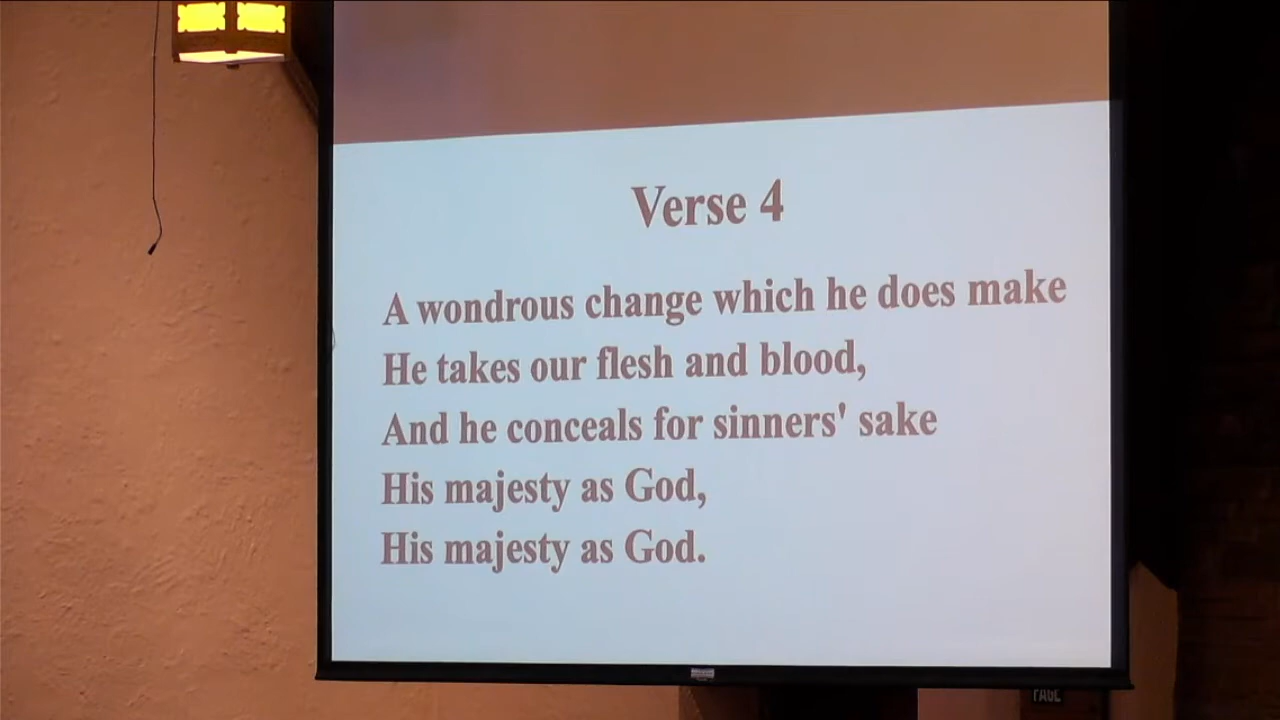 Verse 4
A wondrous change which he does make
He takes our flesh and blood,
And he conceals for sinners' sake
His majesty as God,
His majesty as God.
PAGE